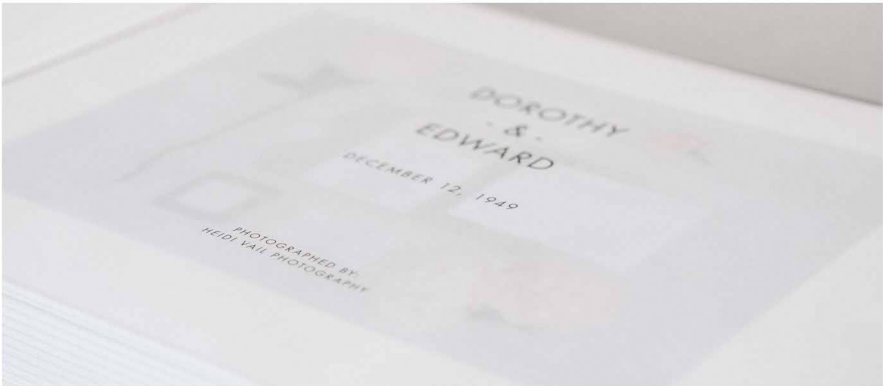 DOROTHY
- & -
EDWARD
DECEMBER 12, 1949
PHOTOGRAPHED BY:
HEIDI VAIL PHOTOGRAPHY